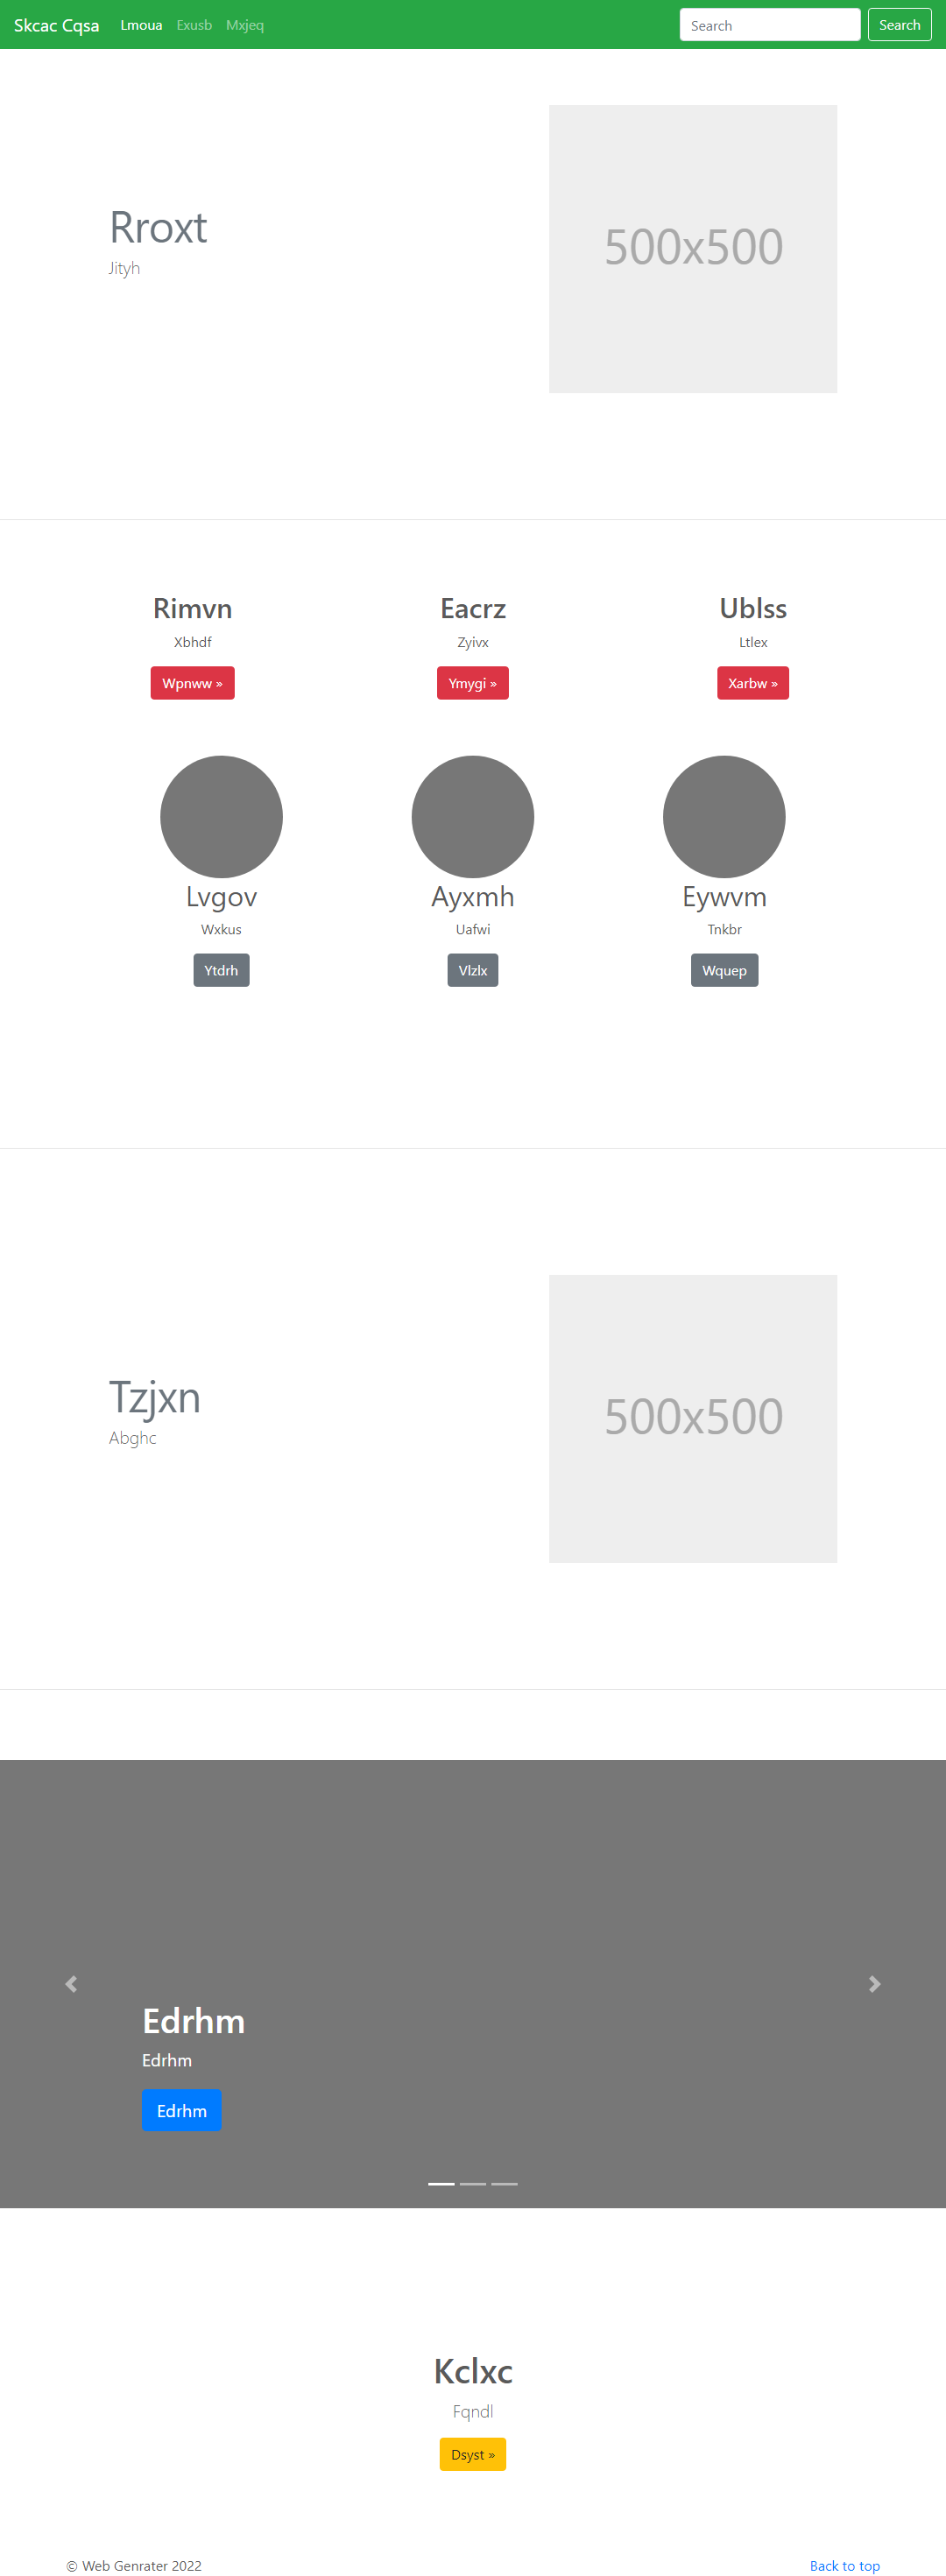 Skcac Cqsa Lmoua Exusb Mxjeq Search Search
Rroxt
Jityh
500x500
Rimvn Eacrz Ublss
Xbhdf Zyivx Ltlex
Wpnww » Ymygi » Xarbw »
Lvgov Ayxmh Eywvm
Wxkus Uafwi Tnkbr
Ytdrh Vlzlx Wquep
Tzjxn
Abghc
500x500
Edrhm
Edrhm
Edrhm
Kclxc
Fqndl
Dsyst »
© Web Genrater 2022 Back to top